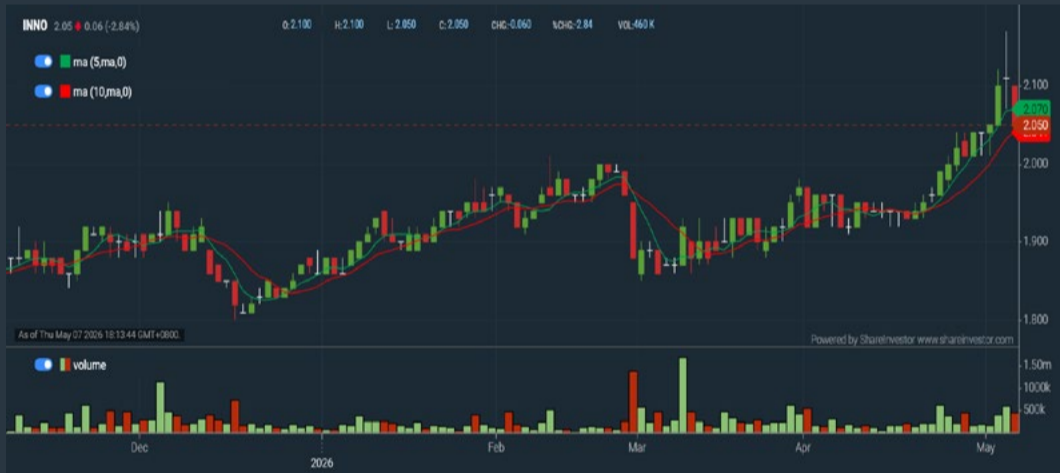 INNO 2.05 0.06 (-2.84%) O:2.100 H:2.100 L:2.050 C:2.050 CHG:-0.060 %CHG:-2.84 VOL:460 K
ma (5,ma,0)
ma (10,ma,0)
2.100
2.070
2.050
2.000
1.900
1.800
As of Thu May 07 2026 18:13:44 GMT+0800.
Powered by ShareInvestor www.shareinvestor.com
volume
1.50m
1000k
500k
Dec Feb Mar Apr May
2026